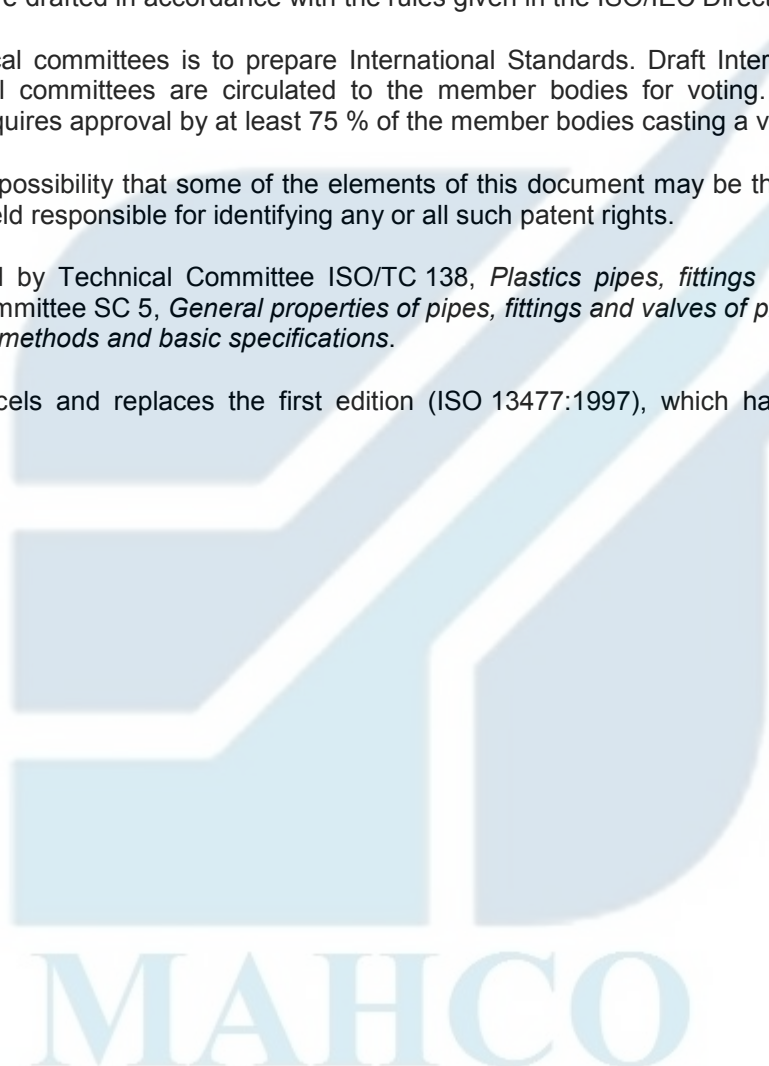 re drafted in accordance with the rules given in the ISO/IEC Direct
cal committees is to prepare International Standards. Draft Inter
l committees are circulated to the member bodies for voting.
quires approval by at least 75 % of the member bodies casting a v
possibility that some of the elements of this document may be th
eld responsible for identifying any or all such patent rights.
d by Technical Committee ISO/TC 138, Plastics pipes, fittings
mmittee SC 5, General properties of pipes, fittings and valves of p
methods and basic specifications.
cels and replaces the first edition (ISO 13477:1997), which ha
MAHCO